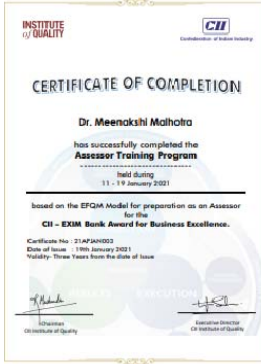 INSTITUTE
of QUALITY
CII
Confederation of Indian Industry
CERTIFICATE OF COMPLETION
Dr. Meenakshi Malhotra
has successfully completed the
Assessor Training Program
held during
11 - 19 January 2021
based on the EFQM Model for preparation as an Assessor
for the
CII – EXIM Bank Award for Business Excellence.
Certificate No : 21APJAN003
Date of Issue : 19th January 2021
Validity- Three Years from the date of Issue
RESULTS EXECUTION
Chairman
CII Institute of Quality
Executive Director
CII Institute of Quality